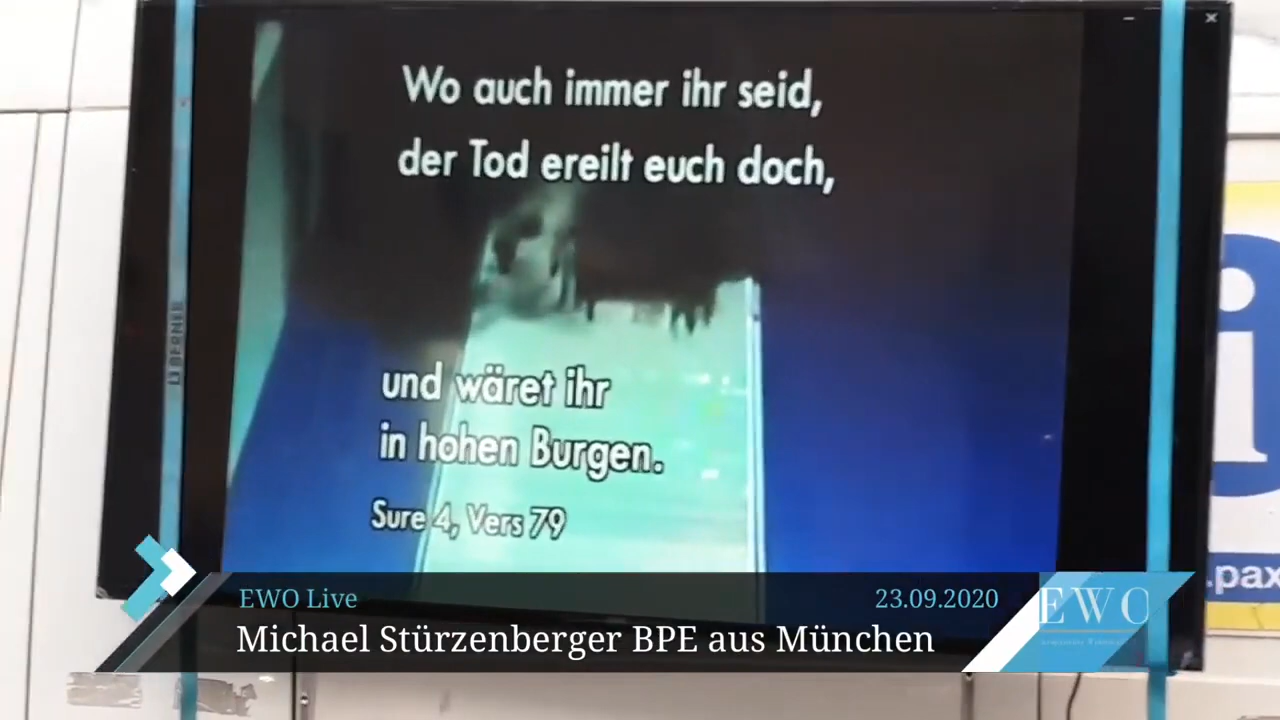 Wo auch immer ihr seid,
der Tod ereilt euch doch,
und wäret ihr
in hohen Burgen.
Sure 4, Vers 79
i
.pax
EWO Live
23.09.2020
Michael Stürzenberger BPE aus München
EWO